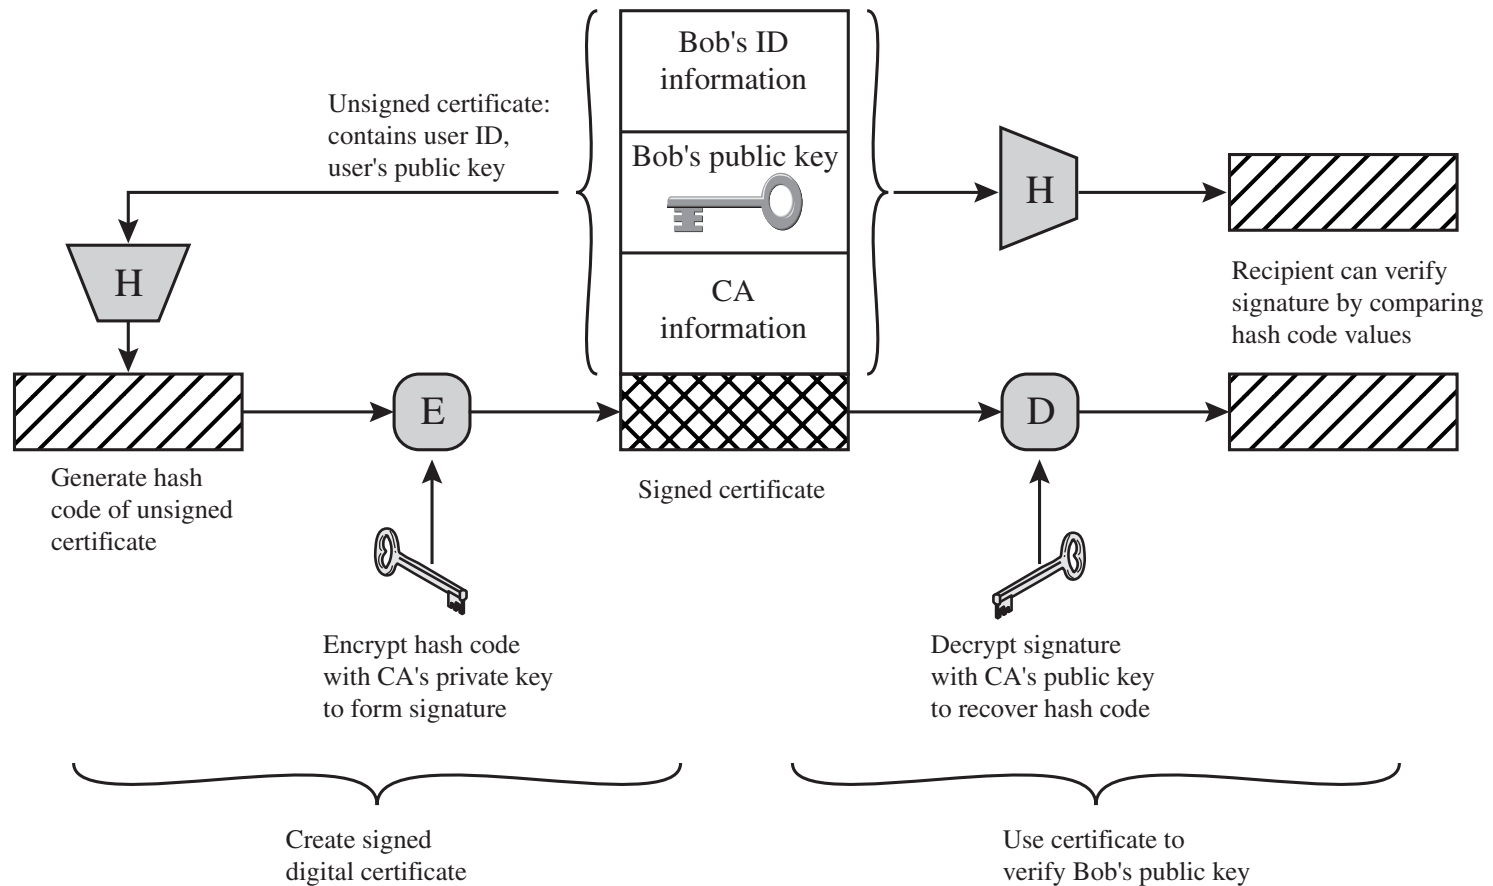 Bob's ID
information
Unsigned certificate:
contains user ID,
user's public key
Bob's public key
H
H
CA
information
Recipient can verify
signature by comparing
hash code values
E
D
Generate hash
code of unsigned
certificate
Signed certificate
Encrypt hash code
with CA's private key
to form signature
Decrypt signature
with CA's public key
to recover hash code
Create signed
digital certificate
Use certificate to
verify Bob's public key